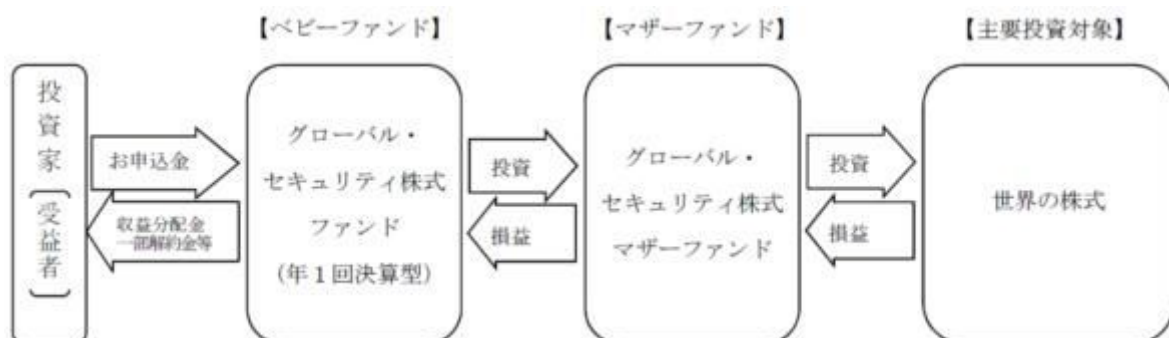 【ベビーファンド】
【マザーファンド】
【主要投資対象】
投資家（受益者）
お申込金
収益分配金
一部解約金等
グローバル・
セキュリティ株式
ファンド
(年１回決算型)
投資
損益
グローバル・
セキュリティ株式
マザーファンド
投資
損益
世界の株式